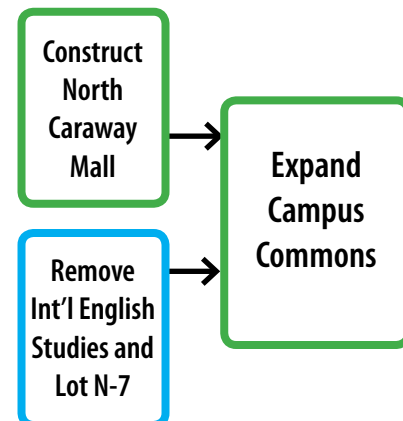 Construct
North
Caraway
Mall
Expand
Campus
Commons
Remove
Int’l English
Studies and
Lot N-7